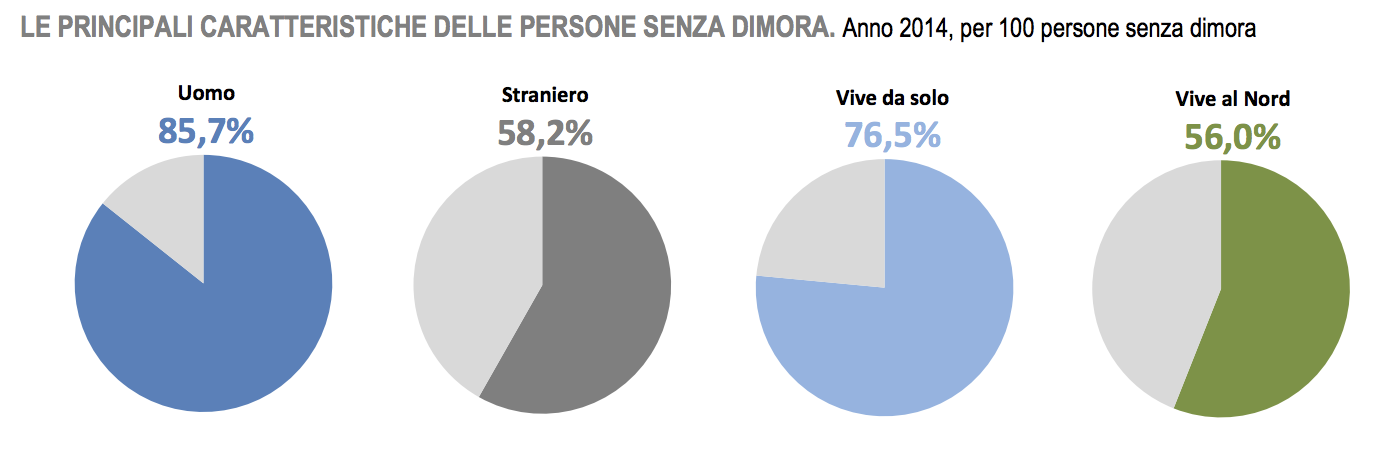 LE PRINCIPALI CARATTERISTICHE DELLE PERSONE SENZA DIMORA. Anno 2014, per 100 persone senza dimora
Uomo
85,7%
Straniero
58,2%
Vive da solo
76,5%
Vive al Nord
56,0%